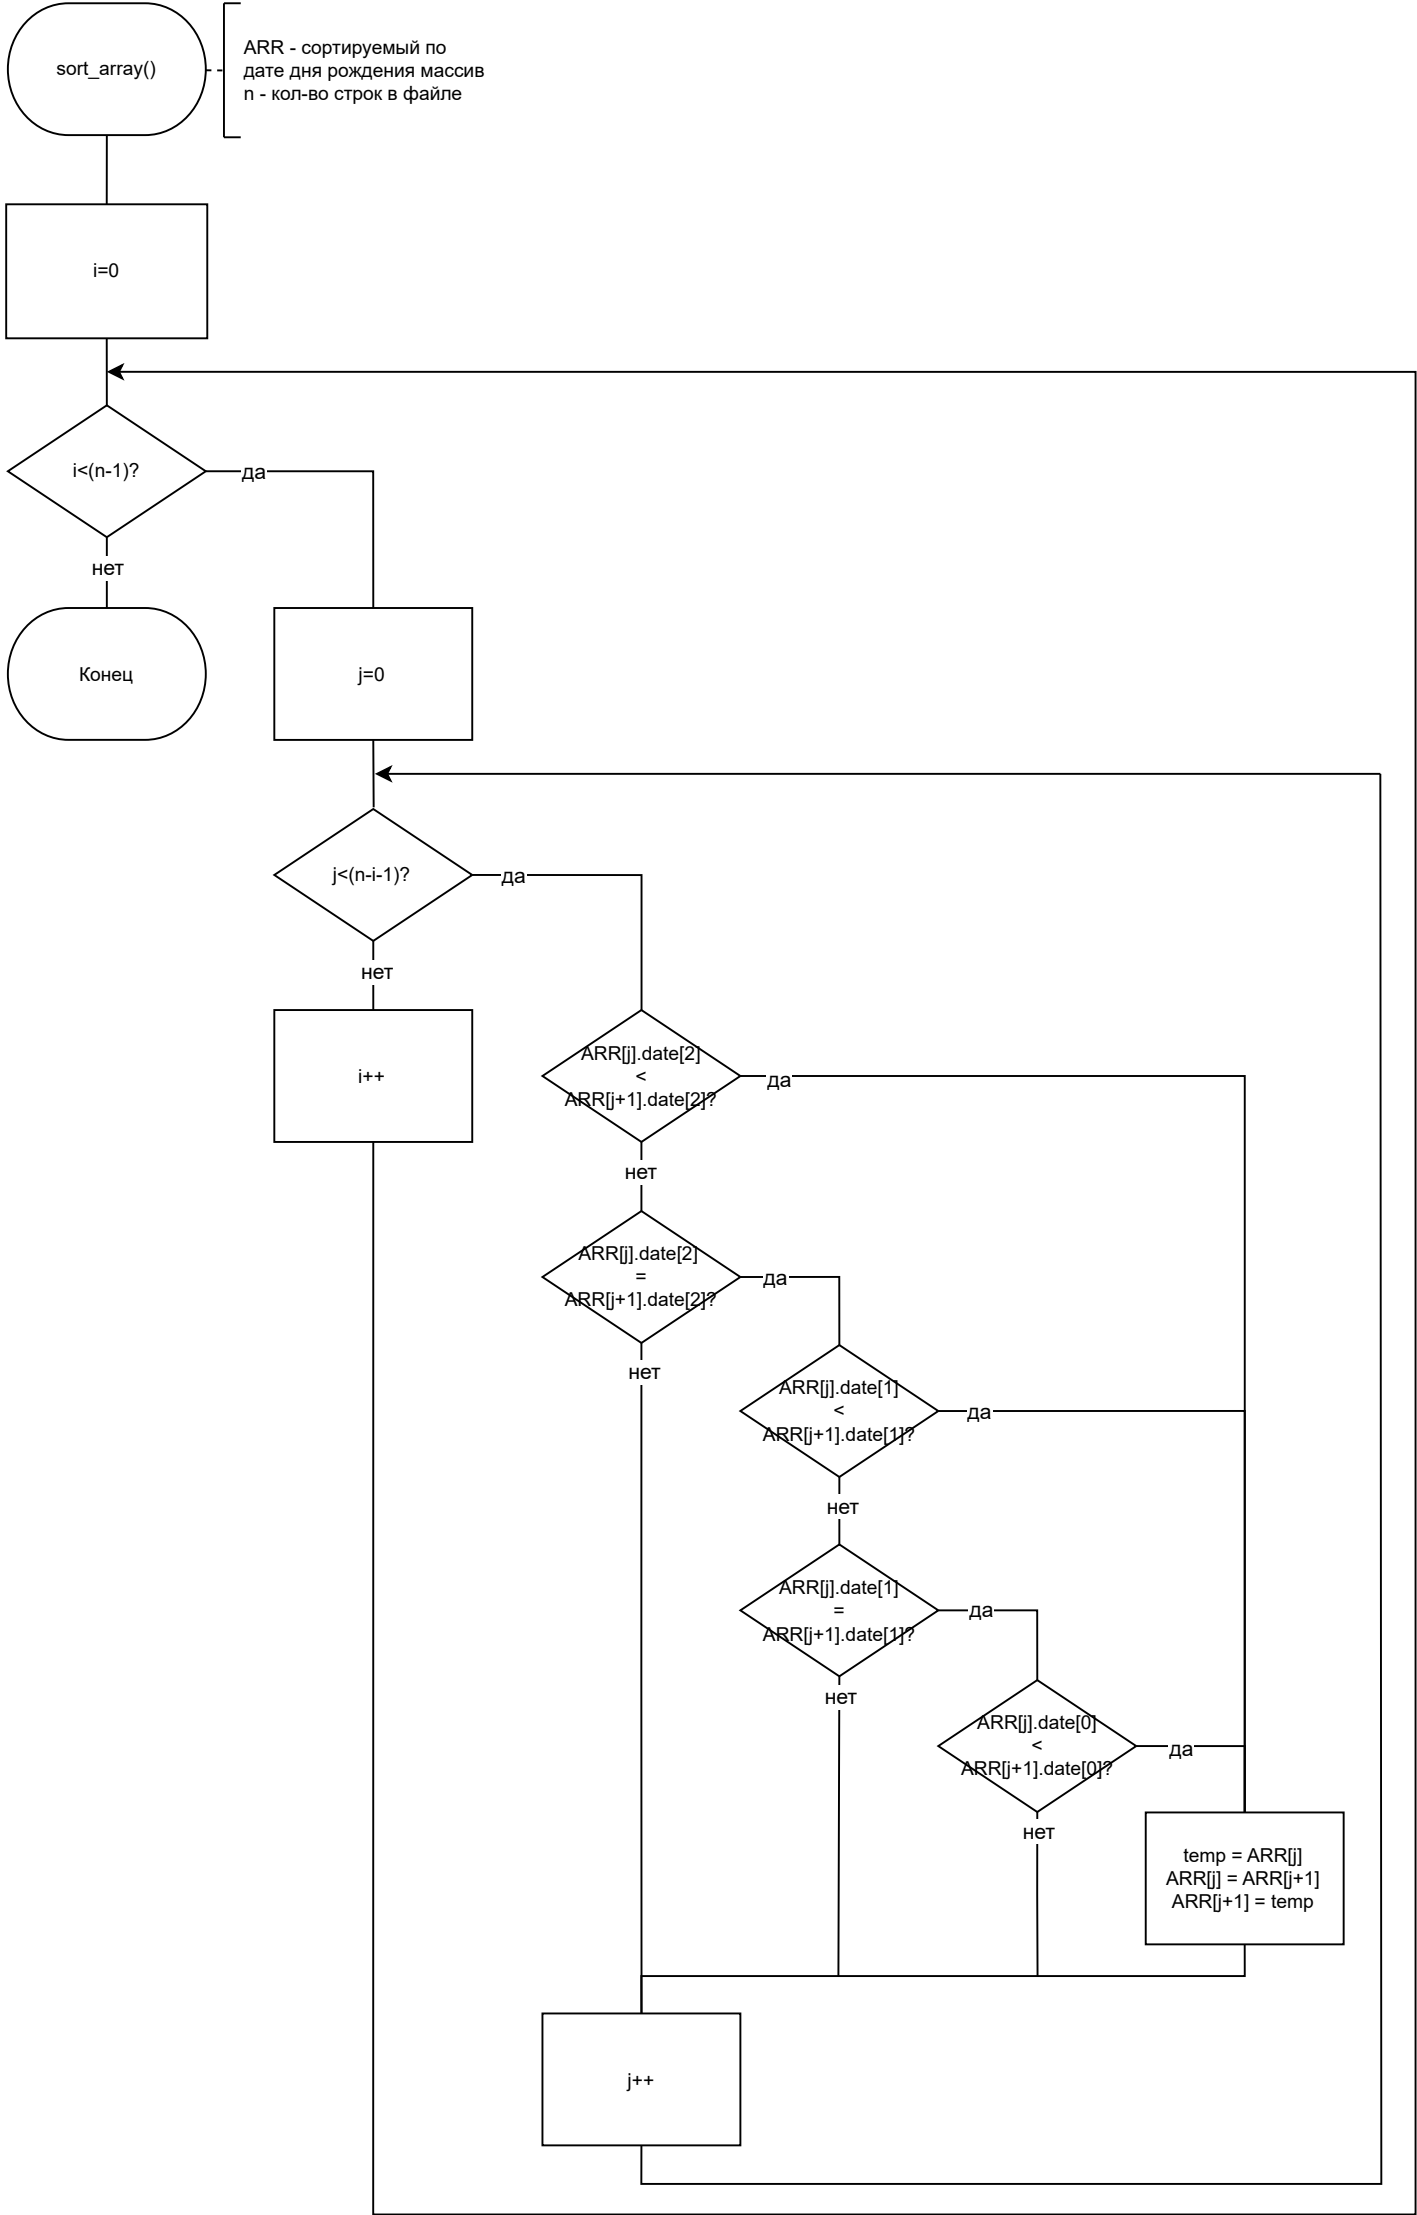 sort_array()
ARR - сортируемый по
дате дня рождения массив
n - кол-во строк в файле
i=0
i<(n-1)?
да
нет
Конец
j=0
j<(n-i-1)?
да
нет
i++
ARR[j].date[2]
<
ARR[j+1].date[2]?
да
нет
ARR[j].date[2]
=
ARR[j+1].date[2]?
да
нет
ARR[j].date[1]
<
ARR[j+1].date[1]?
да
нет
ARR[j].date[1]
=
ARR[j+1].date[1]?
да
нет
ARR[j].date[0]
<
ARR[j+1].date[0]?
да
нет
temp = ARR[j]
ARR[j] = ARR[j+1]
ARR[j+1] = temp
j++